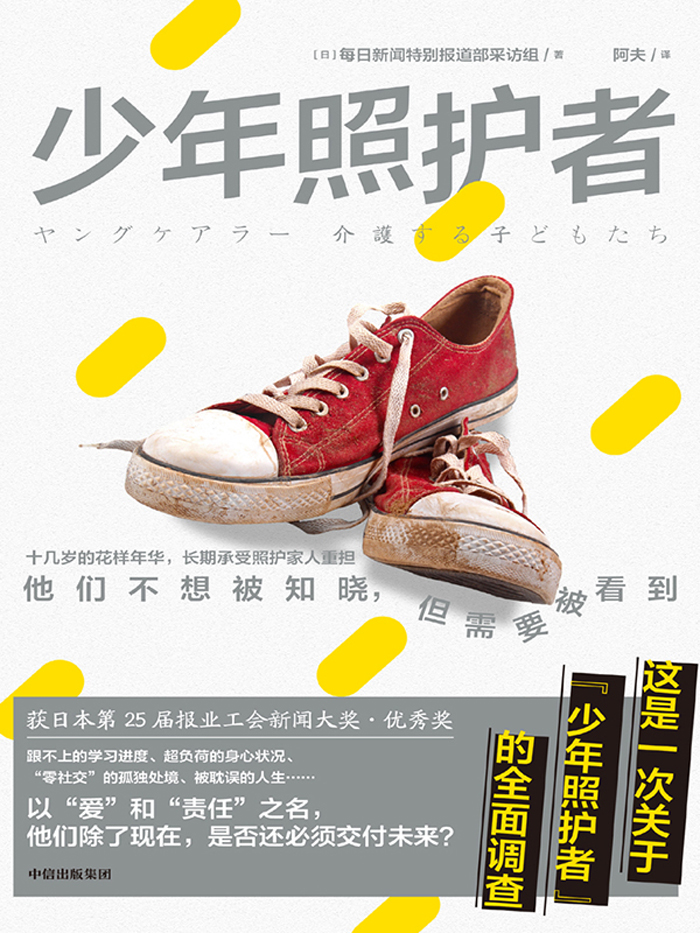 [日]每日新闻特别报道部采访组/著 阿夫/译
少年照护者
ヤングケアラー 介護する子どもたち
十几岁的花样年华，长期承受照护家人重担
他们不想被知晓，但需要被看到
获日本第25届报业工会新闻大奖·优秀奖
跟不上的学习进度、超负荷的身心状况、
“零社交”的孤独处境、被耽误的人生……
以“爱”和“责任”之名，
他们除了现在，是否还必须交付未来？
中信出版集团
这是一次关于
『少年照护者』
的全面调查